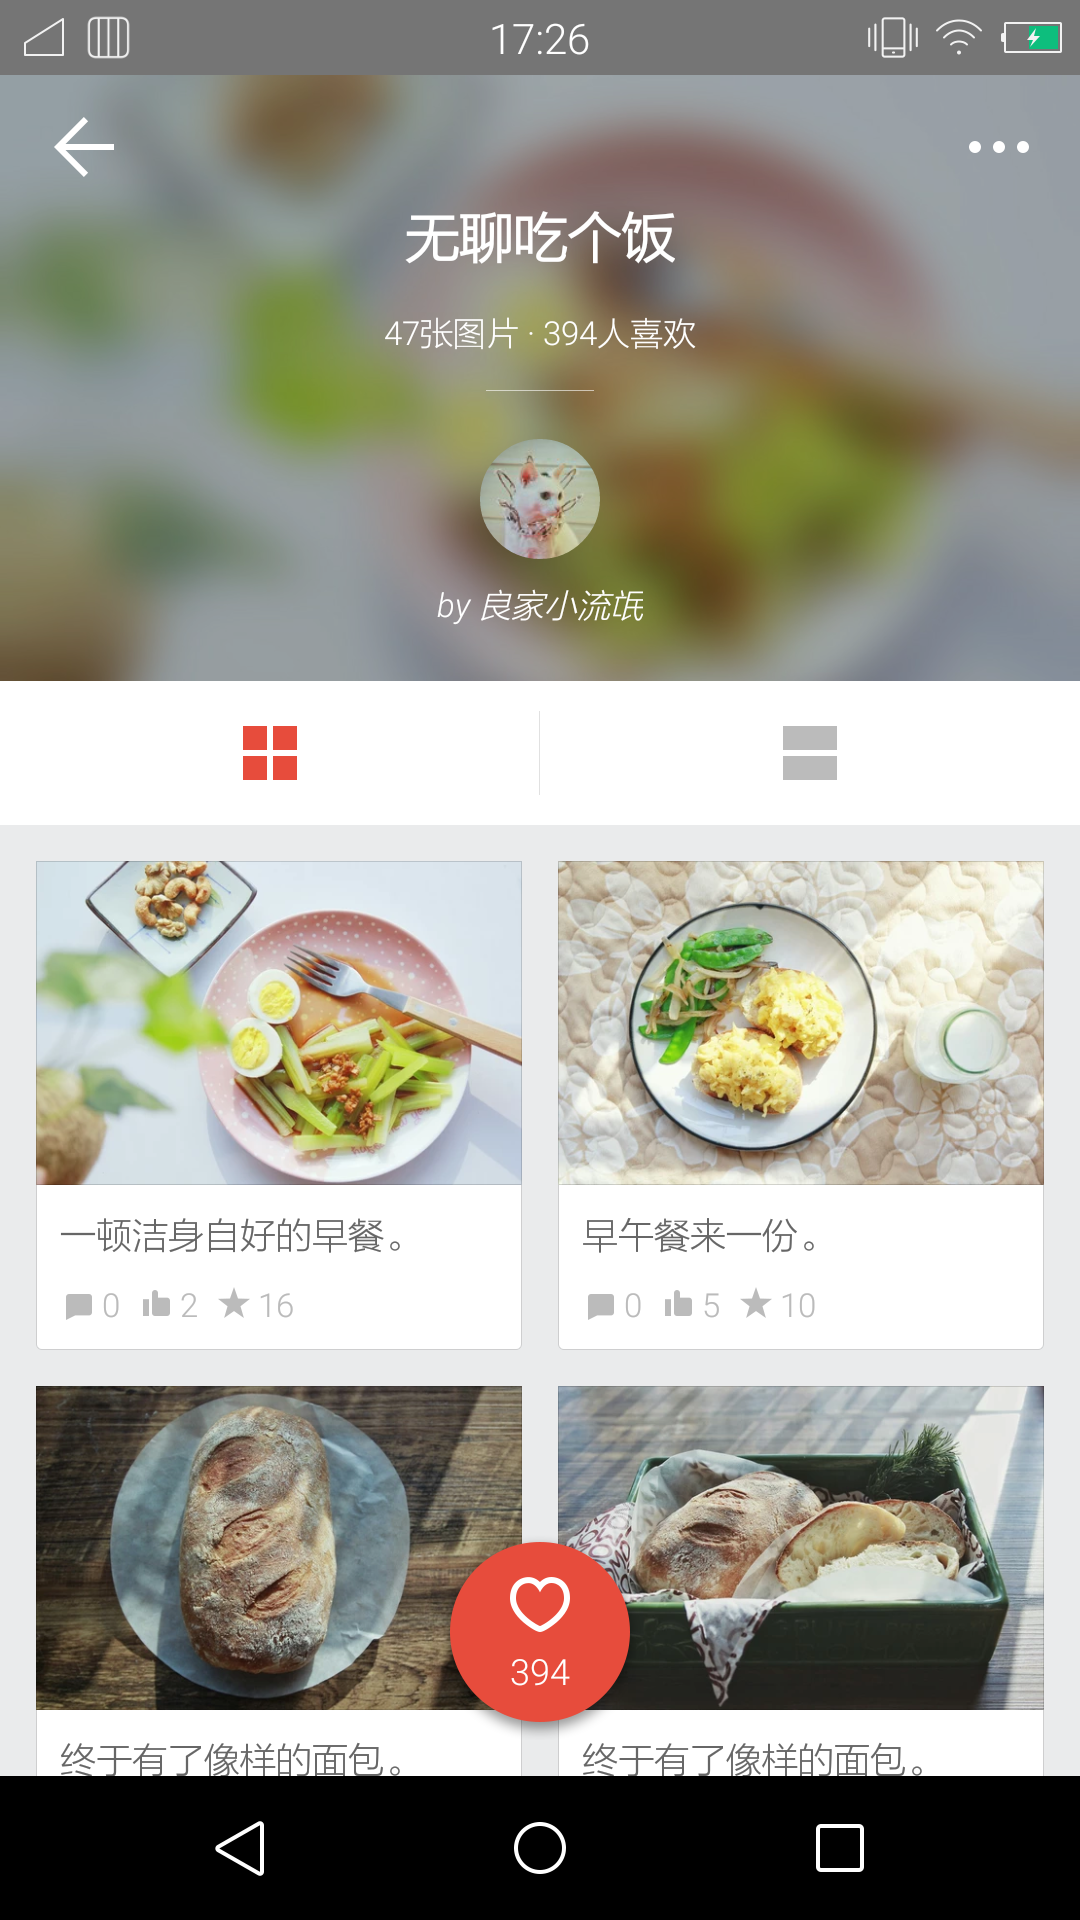 17:26
无聊吃个饭
47张图片 · 394人喜欢
by 良家小流氓
一顿洁身自好的早餐。
0 2 16
早午餐来一份。
0 5 10
394
终于有了像样的面包。
终于有了像样的面包。